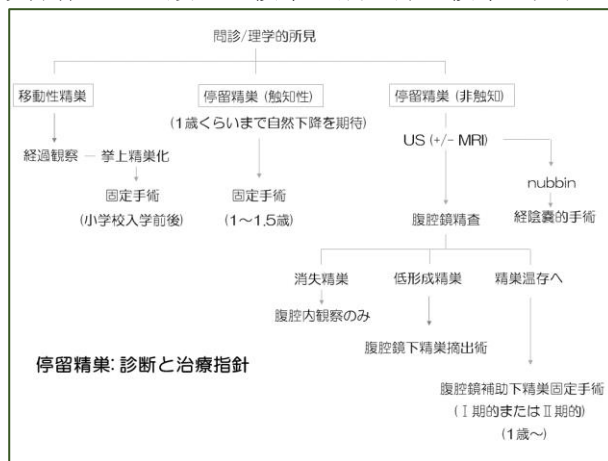 問診/理学的所見
移動性精巣
停留精巣 (触知性)
停留精巣 (非触知)
(1歳くらいまで自然下降を期待)
経過観察 ― 挙上精巣化
US (+/- MRI)
固定手術
(小学校入学前後)
固定手術
(1〜1.5歳)
nubbin
経陰嚢的手術
腹腔鏡精査
消失精巣
低形成精巣
精巣温存へ
腹腔内観察のみ
腹腔鏡下精巣摘出術
停留精巣: 診断と治療指針
腹腔鏡補助下精巣固定手術
(Ⅰ期的またはⅡ期的)
(1歳〜)